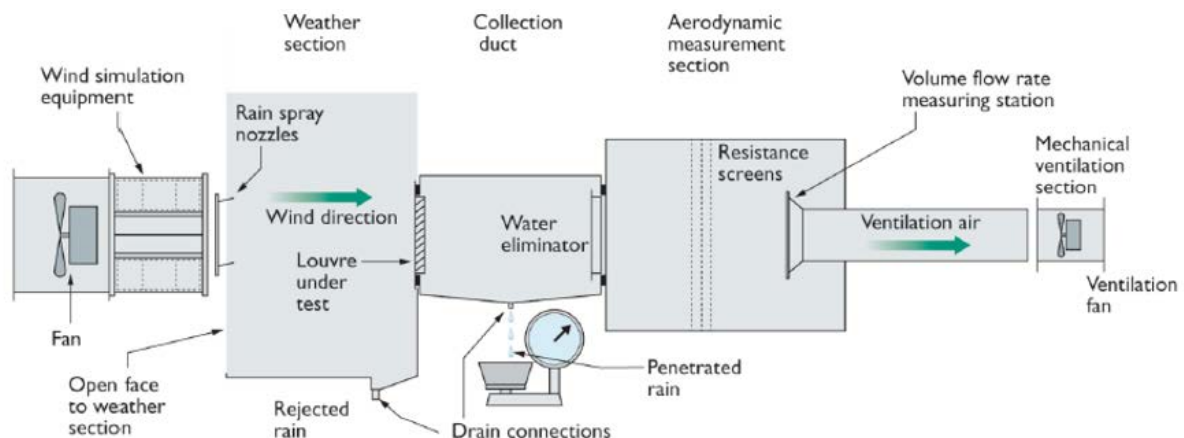 Weather
section
Collection
duct
Aerodynamic
measurement
section
Wind simulation
equipment
Rain spray
nozzles
Volume flow rate
measuring station
Mechanical
ventilation
section
Resistance
screens
Wind direction
Water
eliminator
Ventilation air
Louvre
under
test
Ventilation
fan
Fan
Open face
to weather
section
Rejected
rain
Drain connections
Penetrated
rain